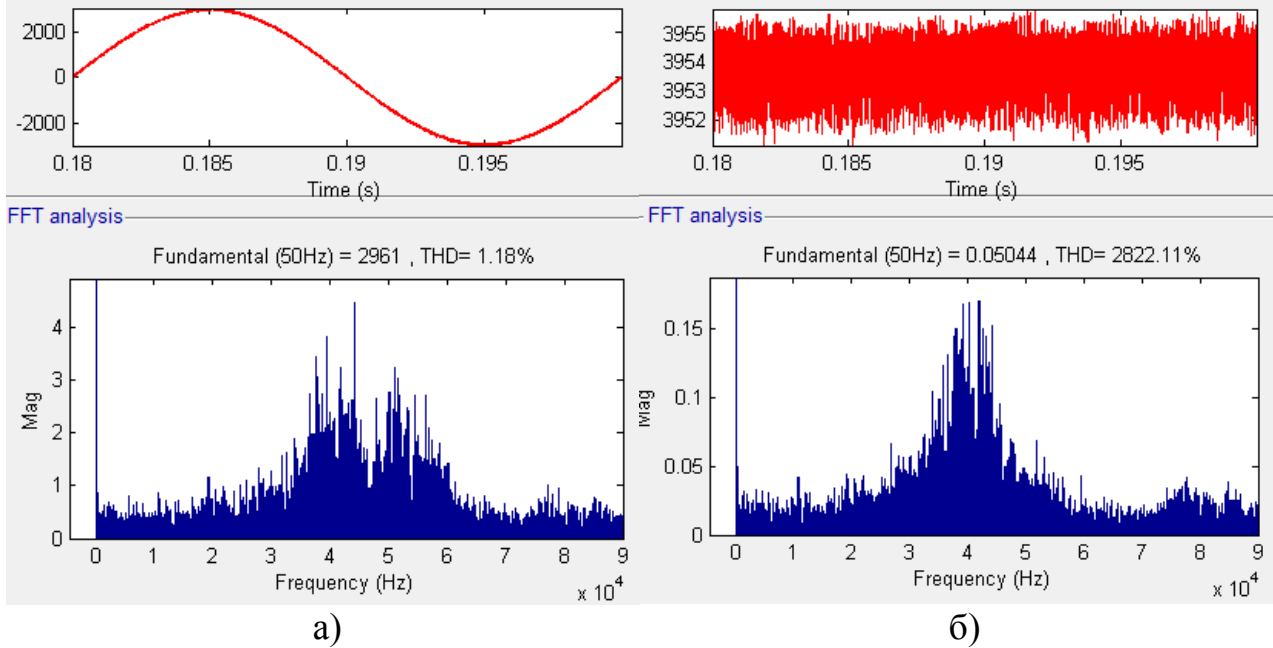 2000
0
-2000
0.18 0.185 0.19 0.195
Time (s)
FFT analysis
Fundamental (50Hz) = 2961 , THD= 1.18%
4
3
2
1
0
Mag
0 1 2 3 4 5 6 7 8 9
Frequency (Hz)
x 10^4
а)
3955
3954
3953
3952
0.18 0.185 0.19 0.195
Time (s)
FFT analysis
Fundamental (50Hz) = 0.05044 , THD= 2822.11%
0.15
0.1
0.05
0
Mag
0 1 2 3 4 5 6 7 8 9
Frequency (Hz)
x 10^4
б)